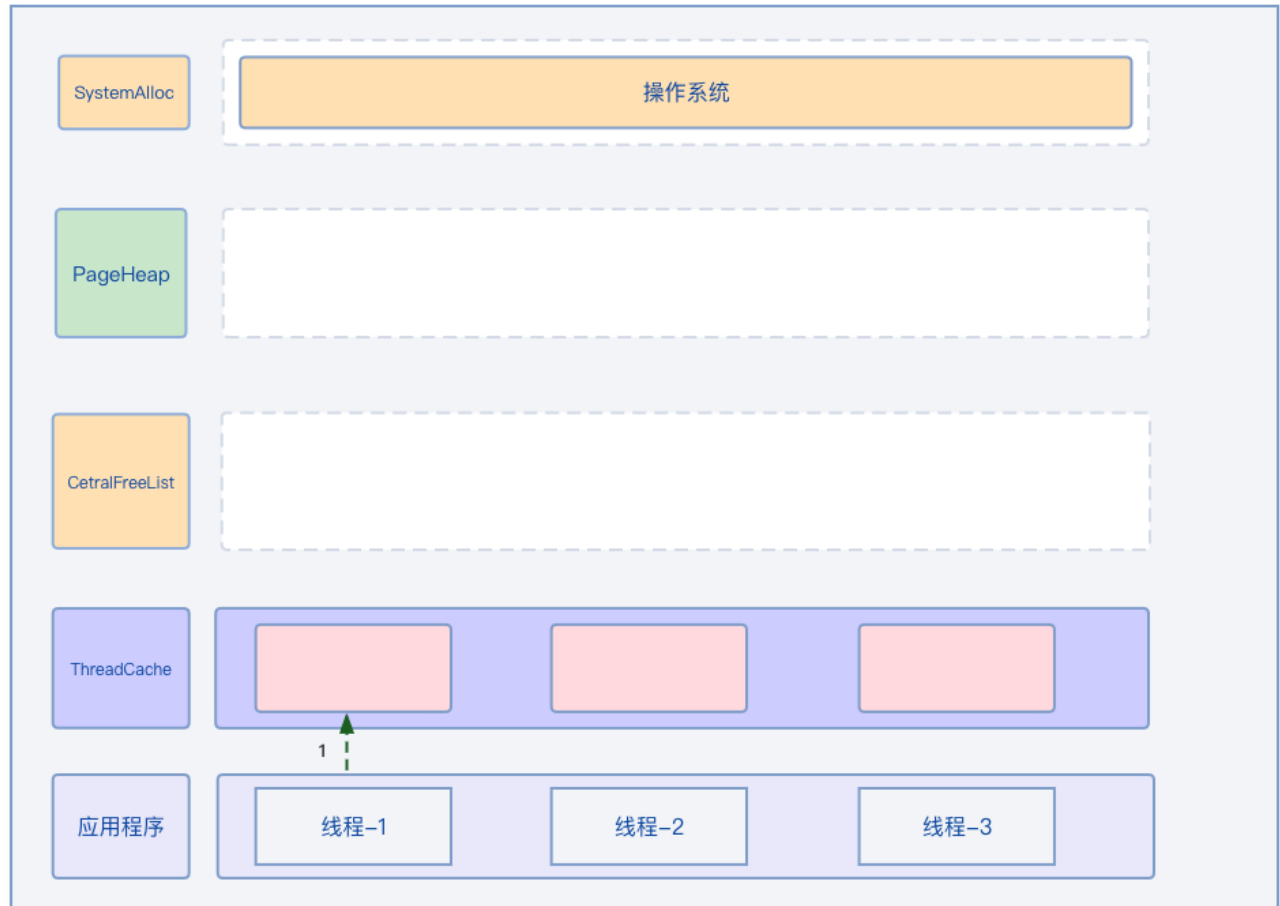 SystemAlloc
操作系统
PageHeap
CetralFreeList
ThreadCache
1
应用程序
线程-1
线程-2
线程-3